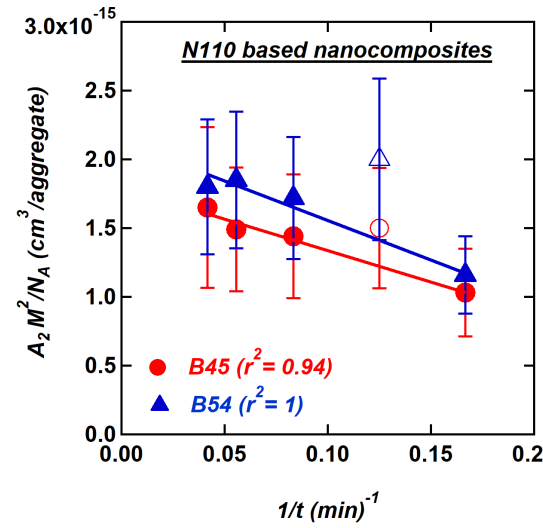 3.0x10⁻¹⁵
N110 based nanocomposites
2.5
2.0
1.5
1.0
0.5
0.0
A₂ M²/N_A (cm³/aggregate)
B45 (r²= 0.94)
B54 (r²= 1)
0.00 0.05 0.10 0.15 0.2
1/t (min)⁻¹